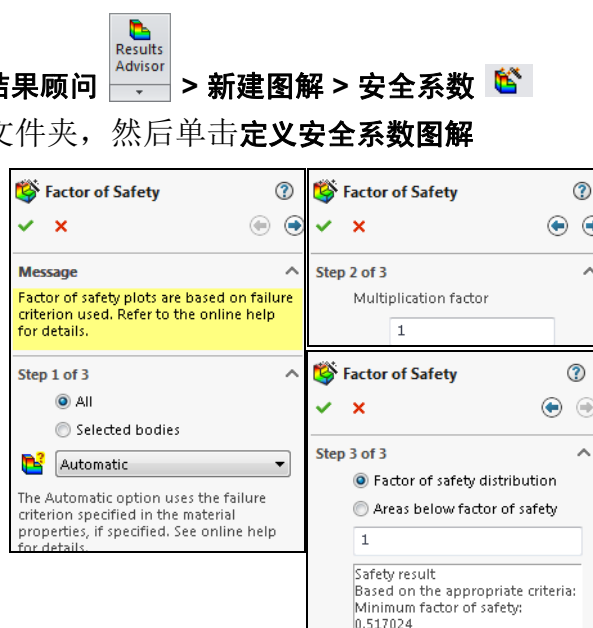 Results
Advisor
结果顾问 > 新建图解 > 安全系数
文件夹，然后单击定义安全系数图解
Factor of Safety
Message
Factor of safety plots are based on failure
criterion used. Refer to the online help
for details.
Step 1 of 3
All
Selected bodies
Automatic
The Automatic option uses the failure
criterion specified in the material
properties, if specified. See online help
for details.
Factor of Safety
Step 2 of 3
Multiplication factor
1
Factor of Safety
Step 3 of 3
Factor of safety distribution
Areas below factor of safety
1
Safety result
Based on the appropriate criteria:
Minimum factor of safety:
0.517024